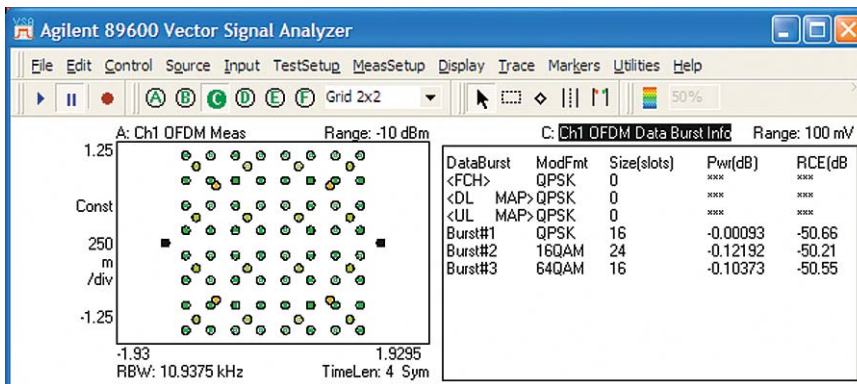 VSA
Agilent 89600 Vector Signal Analyzer
File Edit Control Source Input TestSetup MeasSetup Display Trace Markers Utilities Help
A B C D E F Grid 2x2 50%
A: Ch1 OFDM Meas Range: -10 dBm
1.25
Const
250
m
/div
-1.25
-1.93 1.9295
RBW: 10.9375 kHz TimeLen: 4 Sym
C: Ch1 OFDM Data Burst Info Range: 100 mV
DataBurst ModFmt Size(slots) Pwr(dB) RCE(dB
<FCH> QPSK 0 *** ***
<DL MAP> QPSK 0 *** ***
<UL MAP> QPSK 0 *** ***
Burst#1 QPSK 16 -0.00093 -50.66
Burst#2 16QAM 24 -0.12192 -50.21
Burst#3 64QAM 16 -0.10373 -50.55